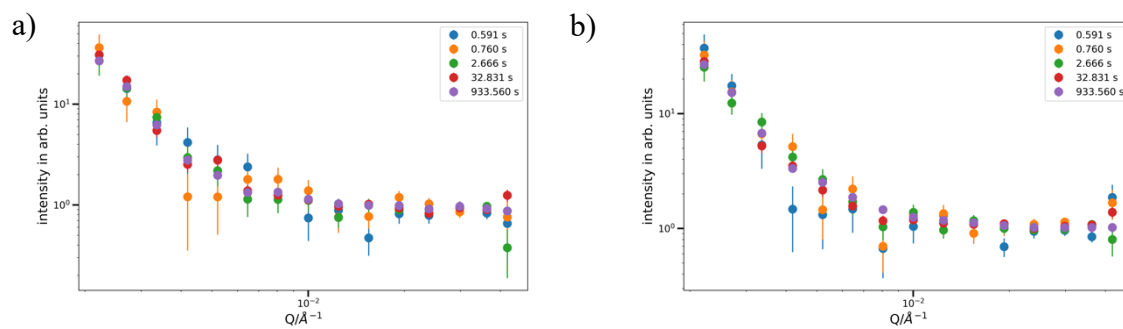 a)
intensity in arb. units
10¹
10⁰
10⁻²
Q/Å⁻¹
0.591 s
0.760 s
2.666 s
32.831 s
933.560 s
b)
intensity in arb. units
10¹
10⁰
10⁻²
Q/Å⁻¹
0.591 s
0.760 s
2.666 s
32.831 s
933.560 s